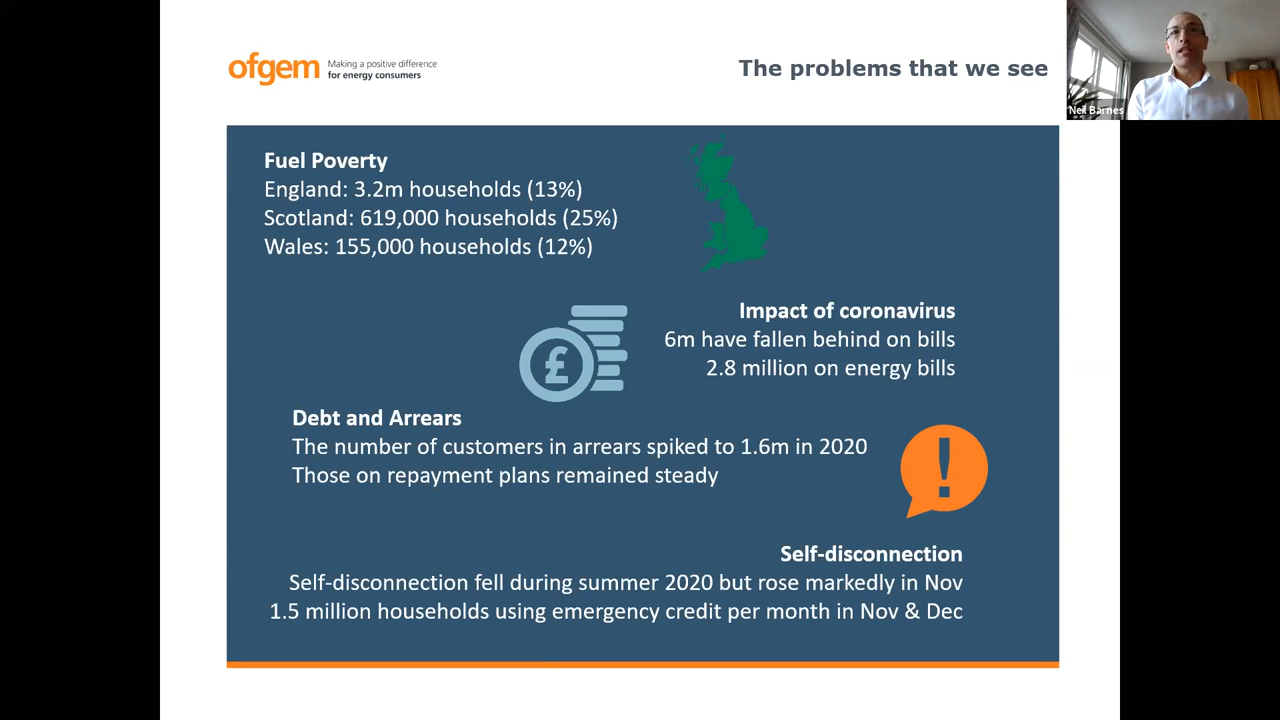 ofgem
Making a positive difference
for energy consumers
The problems that we see
Neil Barnes
Fuel Poverty
England: 3.2m households (13%)
Scotland: 619,000 households (25%)
Wales: 155,000 households (12%)
£
Impact of coronavirus
6m have fallen behind on bills
2.8 million on energy bills
Debt and Arrears
The number of customers in arrears spiked to 1.6m in 2020
Those on repayment plans remained steady
!
Self-disconnection
Self-disconnection fell during summer 2020 but rose markedly in Nov
1.5 million households using emergency credit per month in Nov & Dec